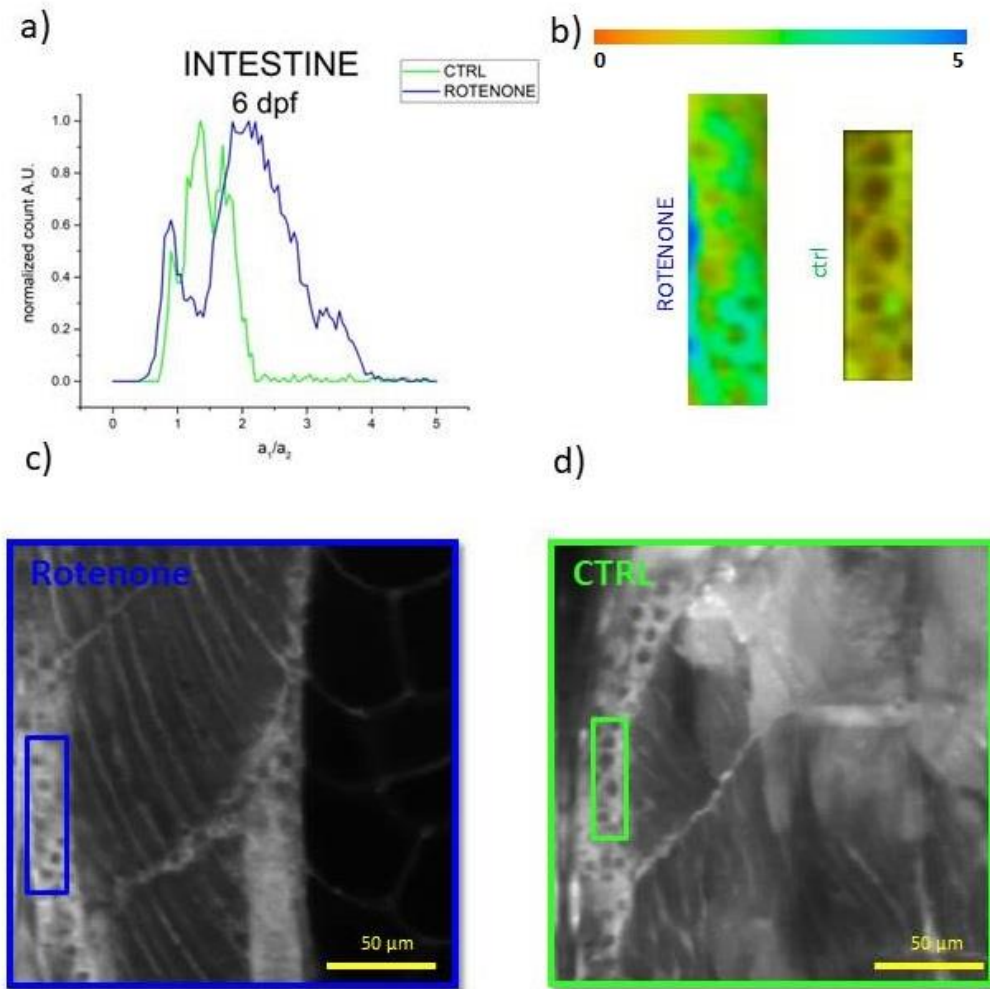 a)
INTESTINE
6 dpf
CTRL
ROTENONE
normalized count A.U.
1.0
0.8
0.6
0.4
0.2
0.0
0 1 2 3 4 5
a₁/a₂
b)
0 5
ROTENONE
ctrl
c)
Rotenone
50 µm
d)
CTRL
50 µm